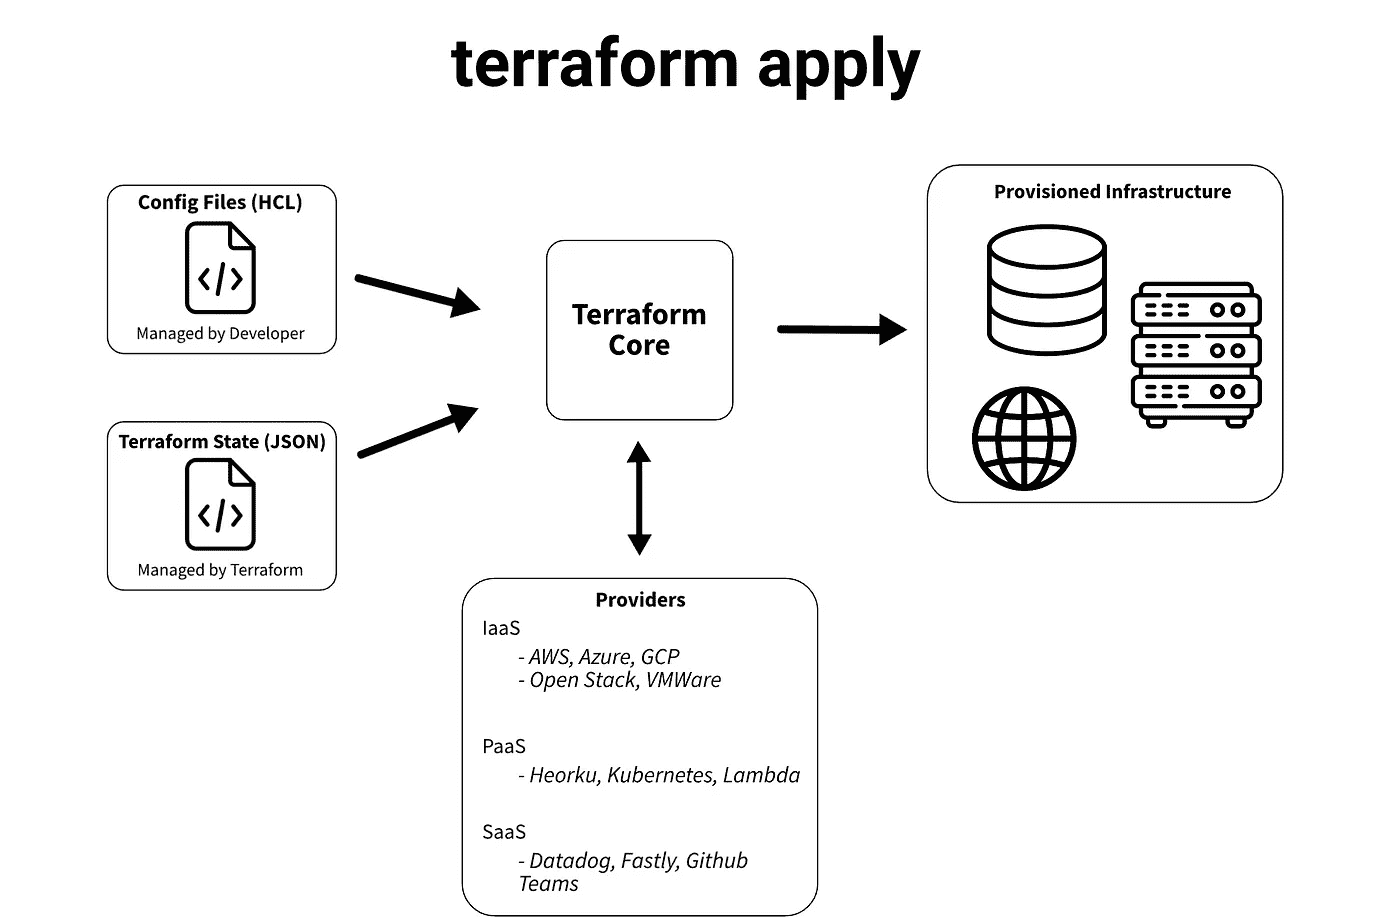 terraform apply
Config Files (HCL)
Managed by Developer
Terraform State (JSON)
Managed by Terraform
Terraform
Core
Provisioned Infrastructure
Providers
IaaS
- AWS, Azure, GCP
- Open Stack, VMWare
PaaS
- Heorku, Kubernetes, Lambda
SaaS
- Datadog, Fastly, Github
Teams